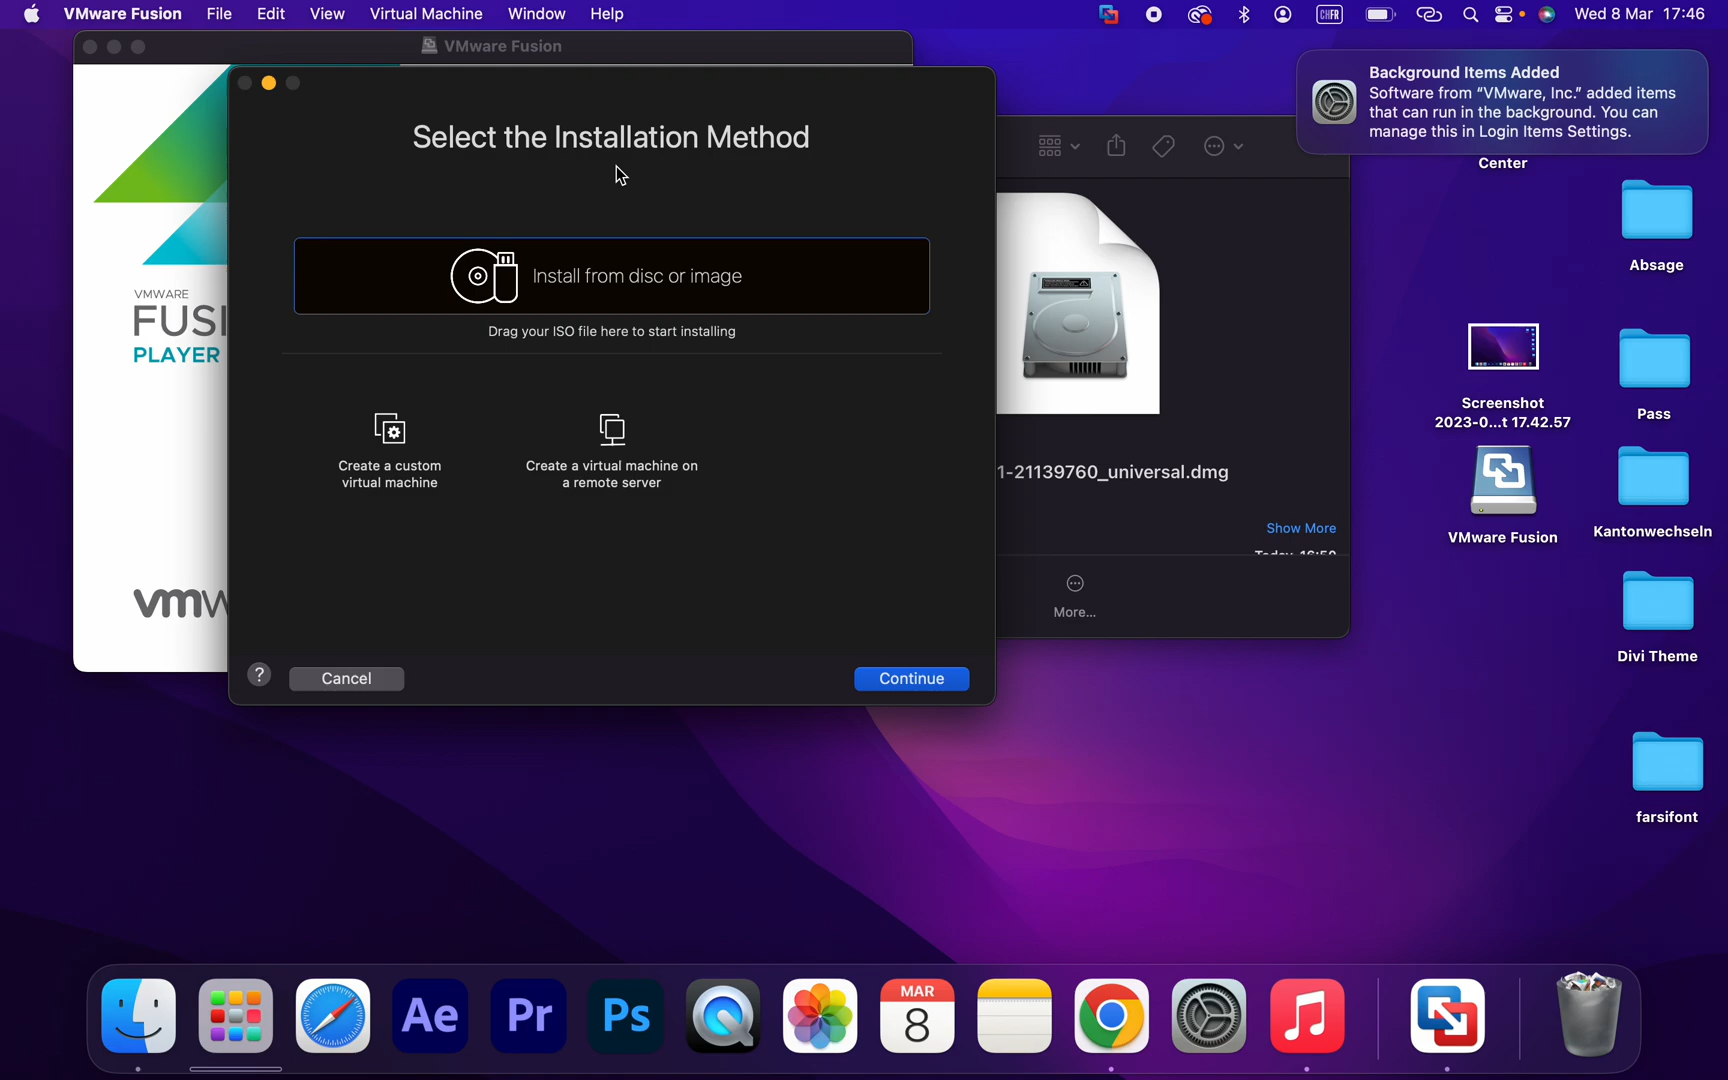 VMware Fusion File Edit View Virtual Machine Window Help CHFR Wed 8 Mar 17:46
VMware Fusion
Background Items Added
Software from “VMware, Inc.” added items
that can run in the background. You can
manage this in Login Items Settings.
Center
Select the Installation Method
Install from disc or image
Drag your ISO file here to start installing
Create a custom
virtual machine
Create a virtual machine on
a remote server
? Cancel Continue
VMWARE
FUSI
PLAYER
vmw
1-21139760_universal.dmg
Show More
Today, 16:50
More...
Absage
Screenshot
2023-0...t 17.42.57
Pass
VMware Fusion
Kantonwechseln
Divi Theme
farsifont
Ae Pr Ps MAR
8